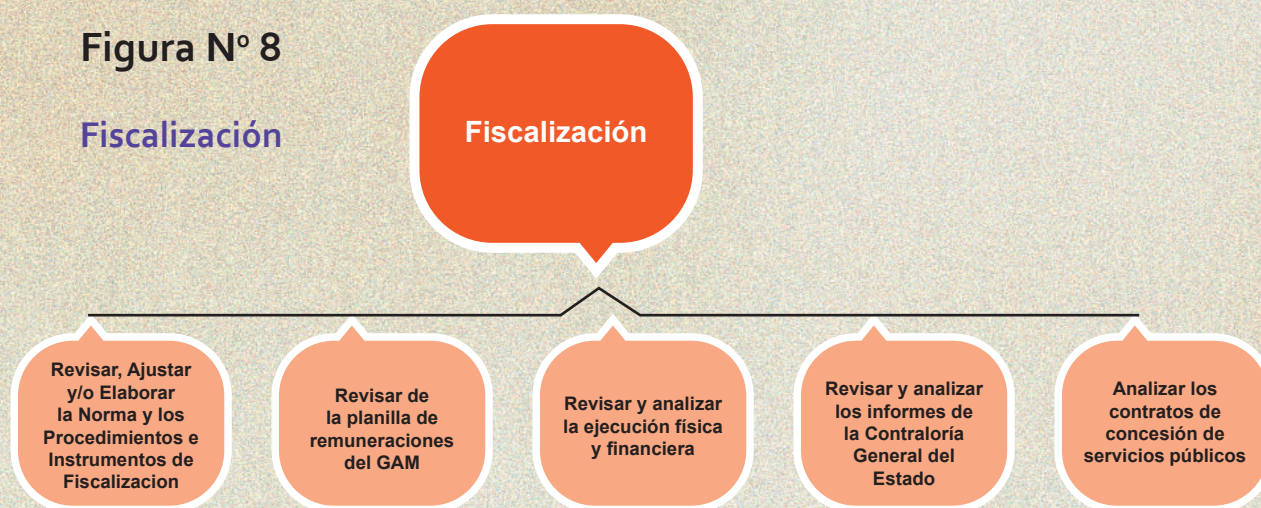 Figura Nº 8
Fiscalización
Fiscalización
Revisar, Ajustar
y/o Elaborar
la Norma y los
Procedimientos e
Instrumentos de
Fiscalizacion
Revisar de
la planilla de
remuneraciones
del GAM
Revisar y analizar
la ejecución física
y financiera
Revisar y analizar
los informes de
la Contraloría
General del
Estado
Analizar los
contratos de
concesión de
servicios públicos